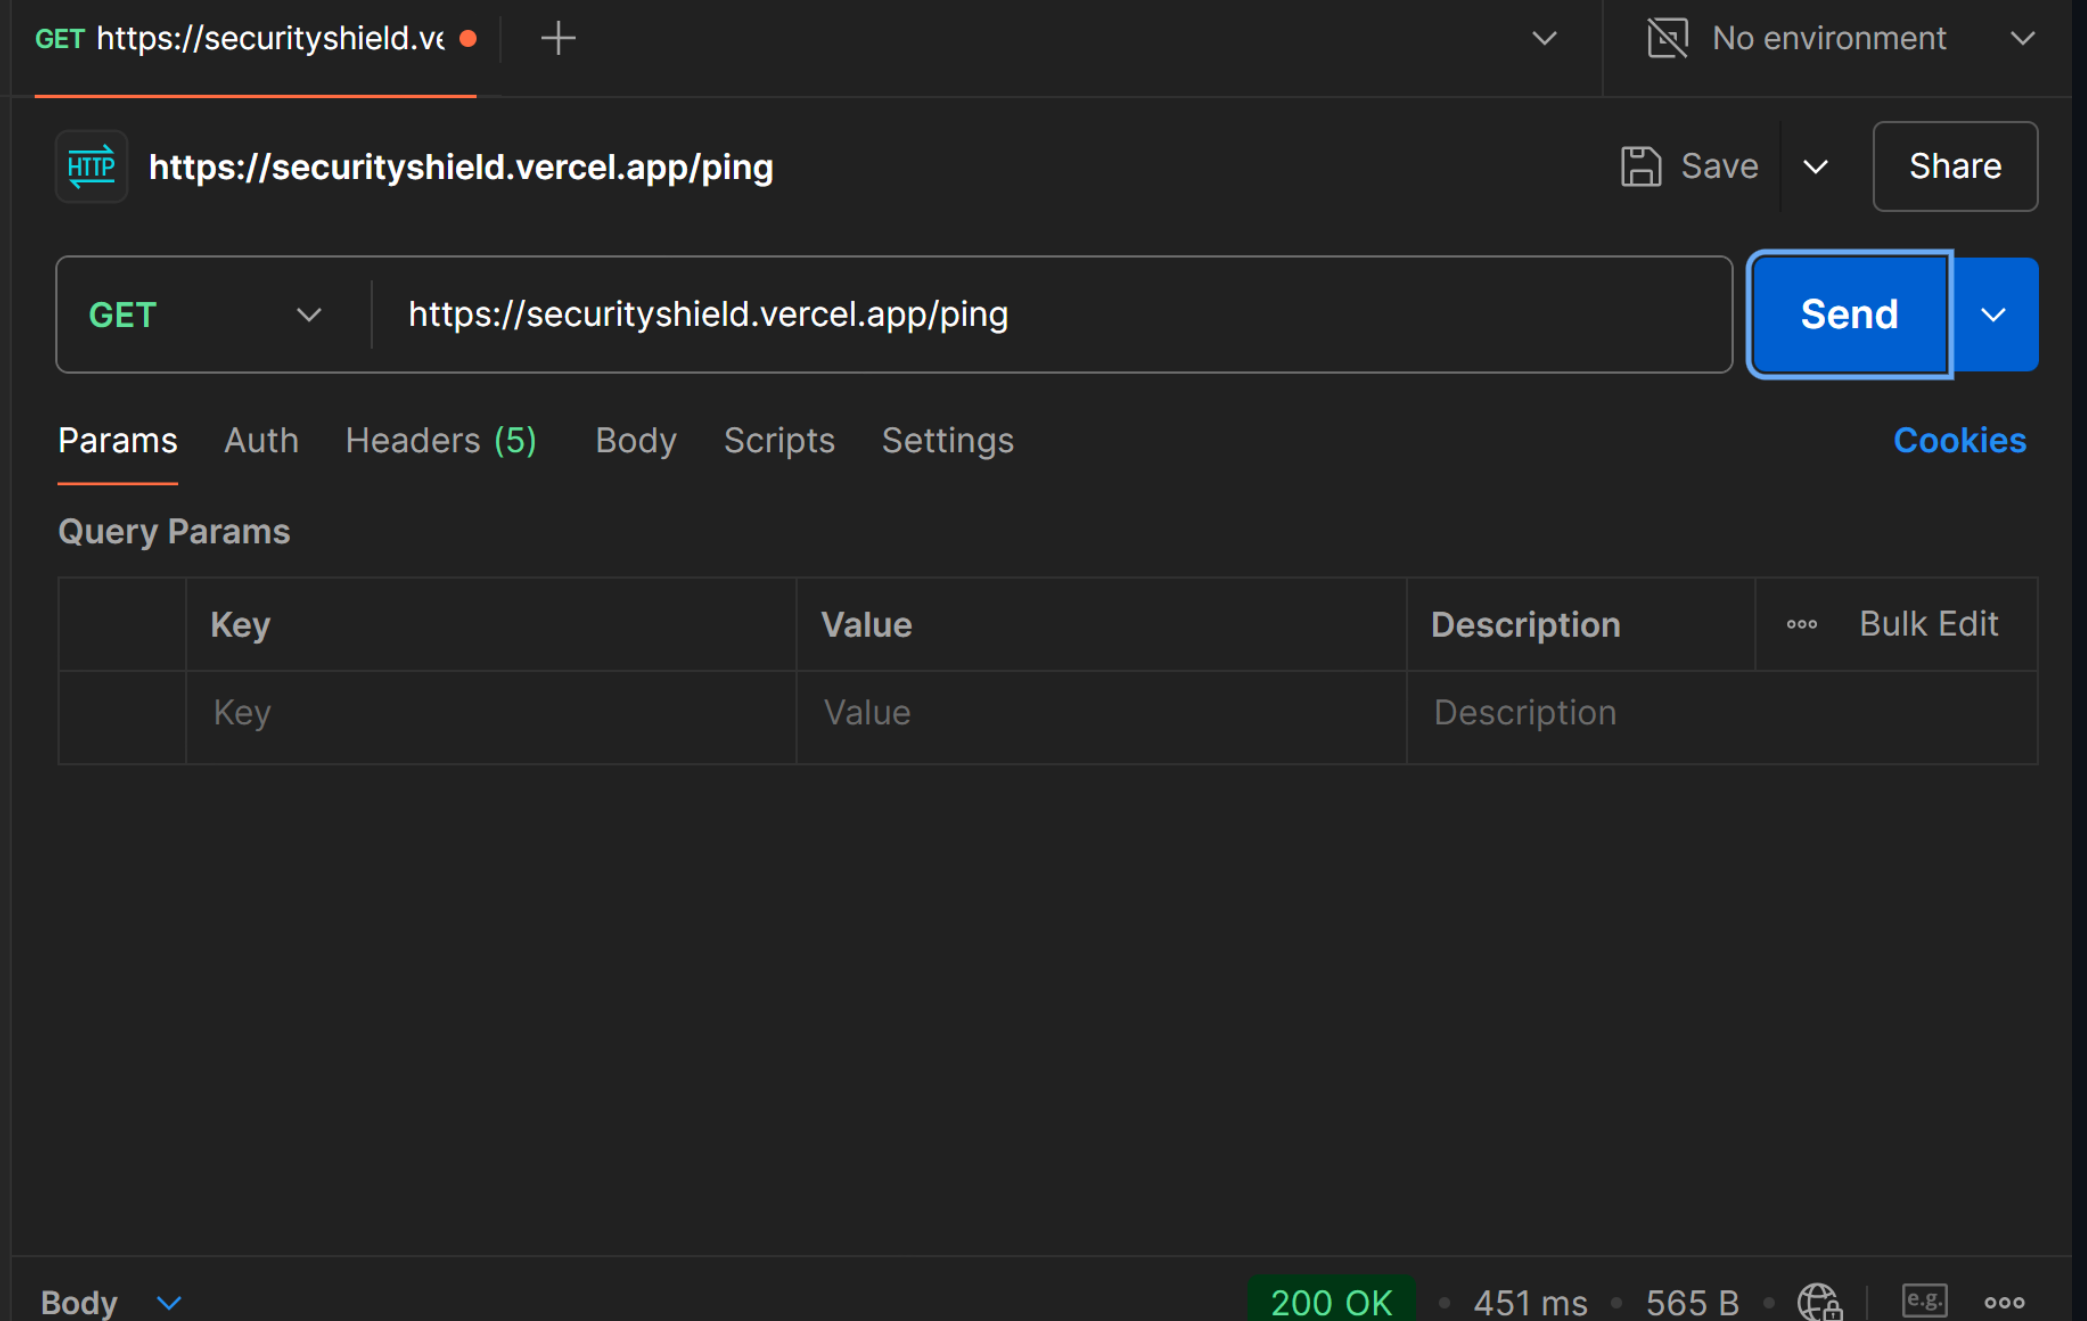 GET https://securityshield.ve
No environment
HTTP https://securityshield.vercel.app/ping
Save
Share
GET
https://securityshield.vercel.app/ping
Send
Params Auth Headers (5) Body Scripts Settings
Cookies
Query Params
Key Value Description Bulk Edit
Key Value Description
Body
200 OK • 451 ms • 565 B • e.g.